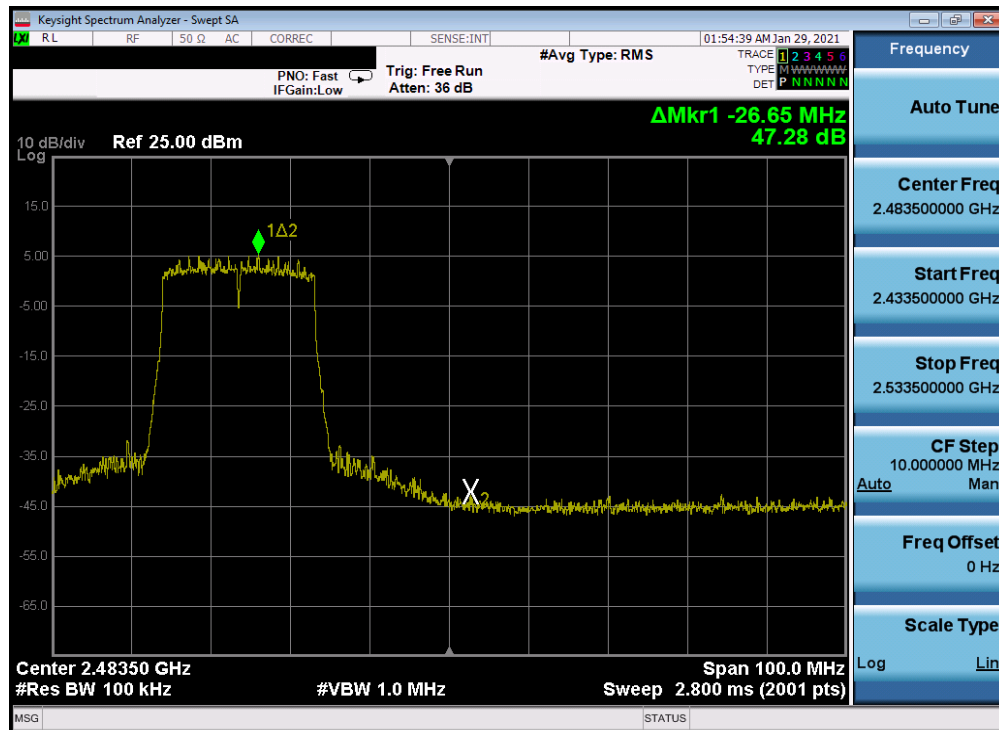 Keysight Spectrum Analyzer - Swept SA
LXI RL RF 50 Ω AC CORREC SENSE:INT 01:54:39 AM Jan 29, 2021
#Avg Type: RMS
TRACE 1 2 3 4 5 6
TYPE M WWWWW
DET P N N N N N
PNO: Fast
IFGain:Low
Trig: Free Run
Atten: 36 dB
ΔMkr1 -26.65 MHz
47.28 dB
10 dB/div
Log
Ref 25.00 dBm
15.0
5.00
-5.00
-15.0
-25.0
-35.0
-45.0
-55.0
-65.0
1Δ2
X2
Center 2.48350 GHz
Span 100.0 MHz
#Res BW 100 kHz
#VBW 1.0 MHz
Sweep 2.800 ms (2001 pts)
MSG
STATUS
Frequency
Auto Tune
Center Freq
2.483500000 GHz
Start Freq
2.433500000 GHz
Stop Freq
2.533500000 GHz
CF Step
10.000000 MHz
Auto Man
Freq Offset
0 Hz
Scale Type
Log Lin